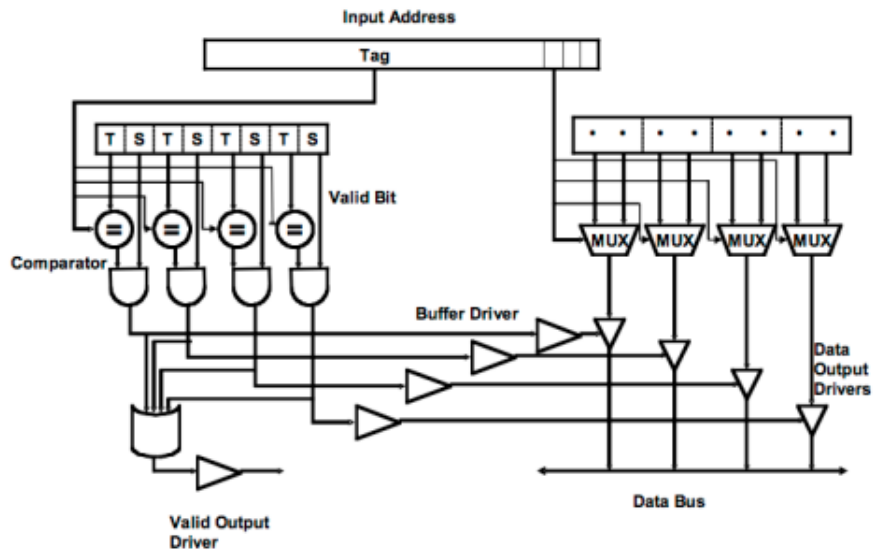 Input Address
Tag
T S T S T S T S
Valid Bit
= = = =
MUX MUX MUX MUX
Comparator
Buffer Driver
Data
Output
Drivers
Data Bus
Valid Output
Driver